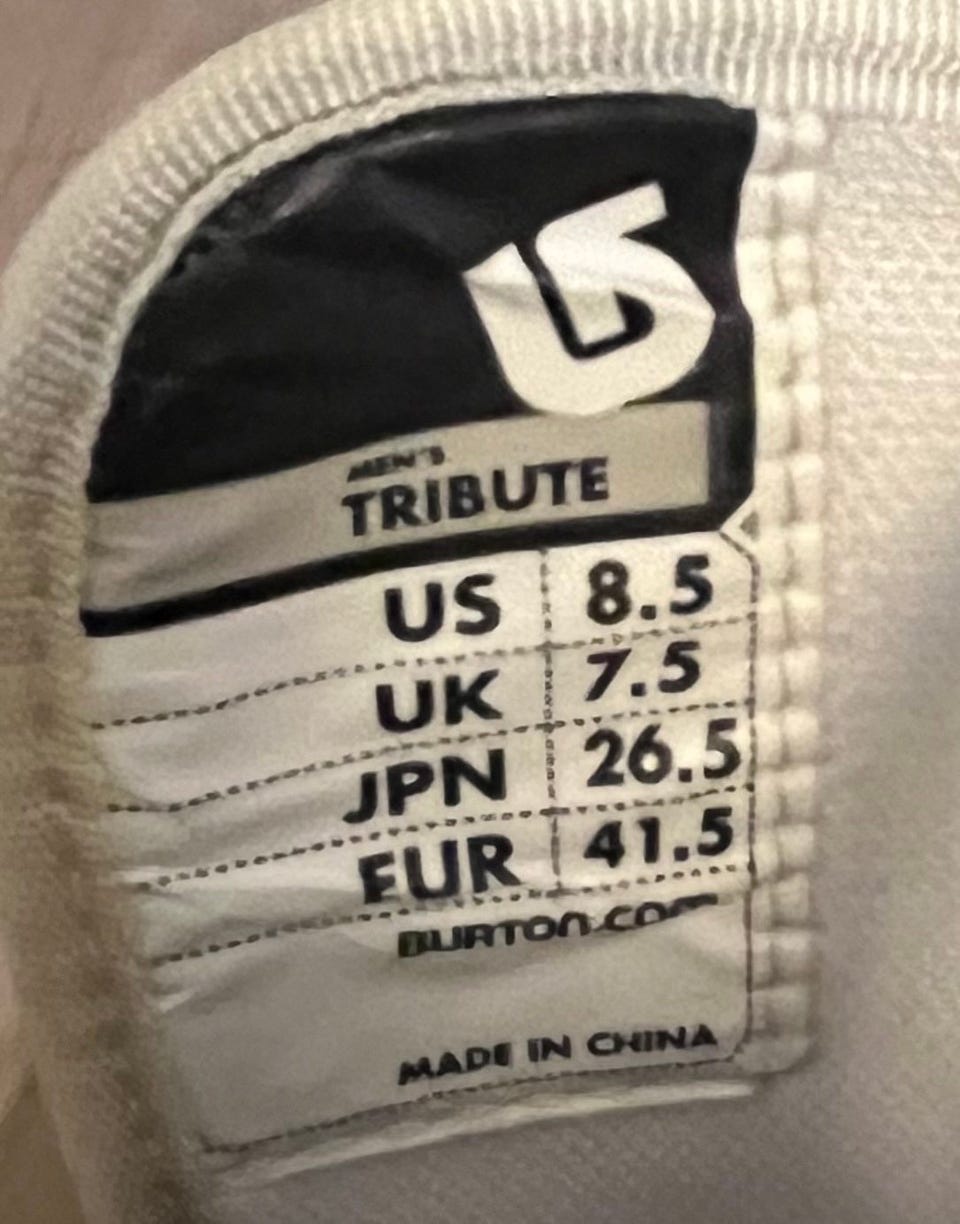 MEN'S
TRIBUTE
US 8.5
UK 7.5
JPN 26.5
EUR 41.5
BURTON.COM
MADE IN CHINA